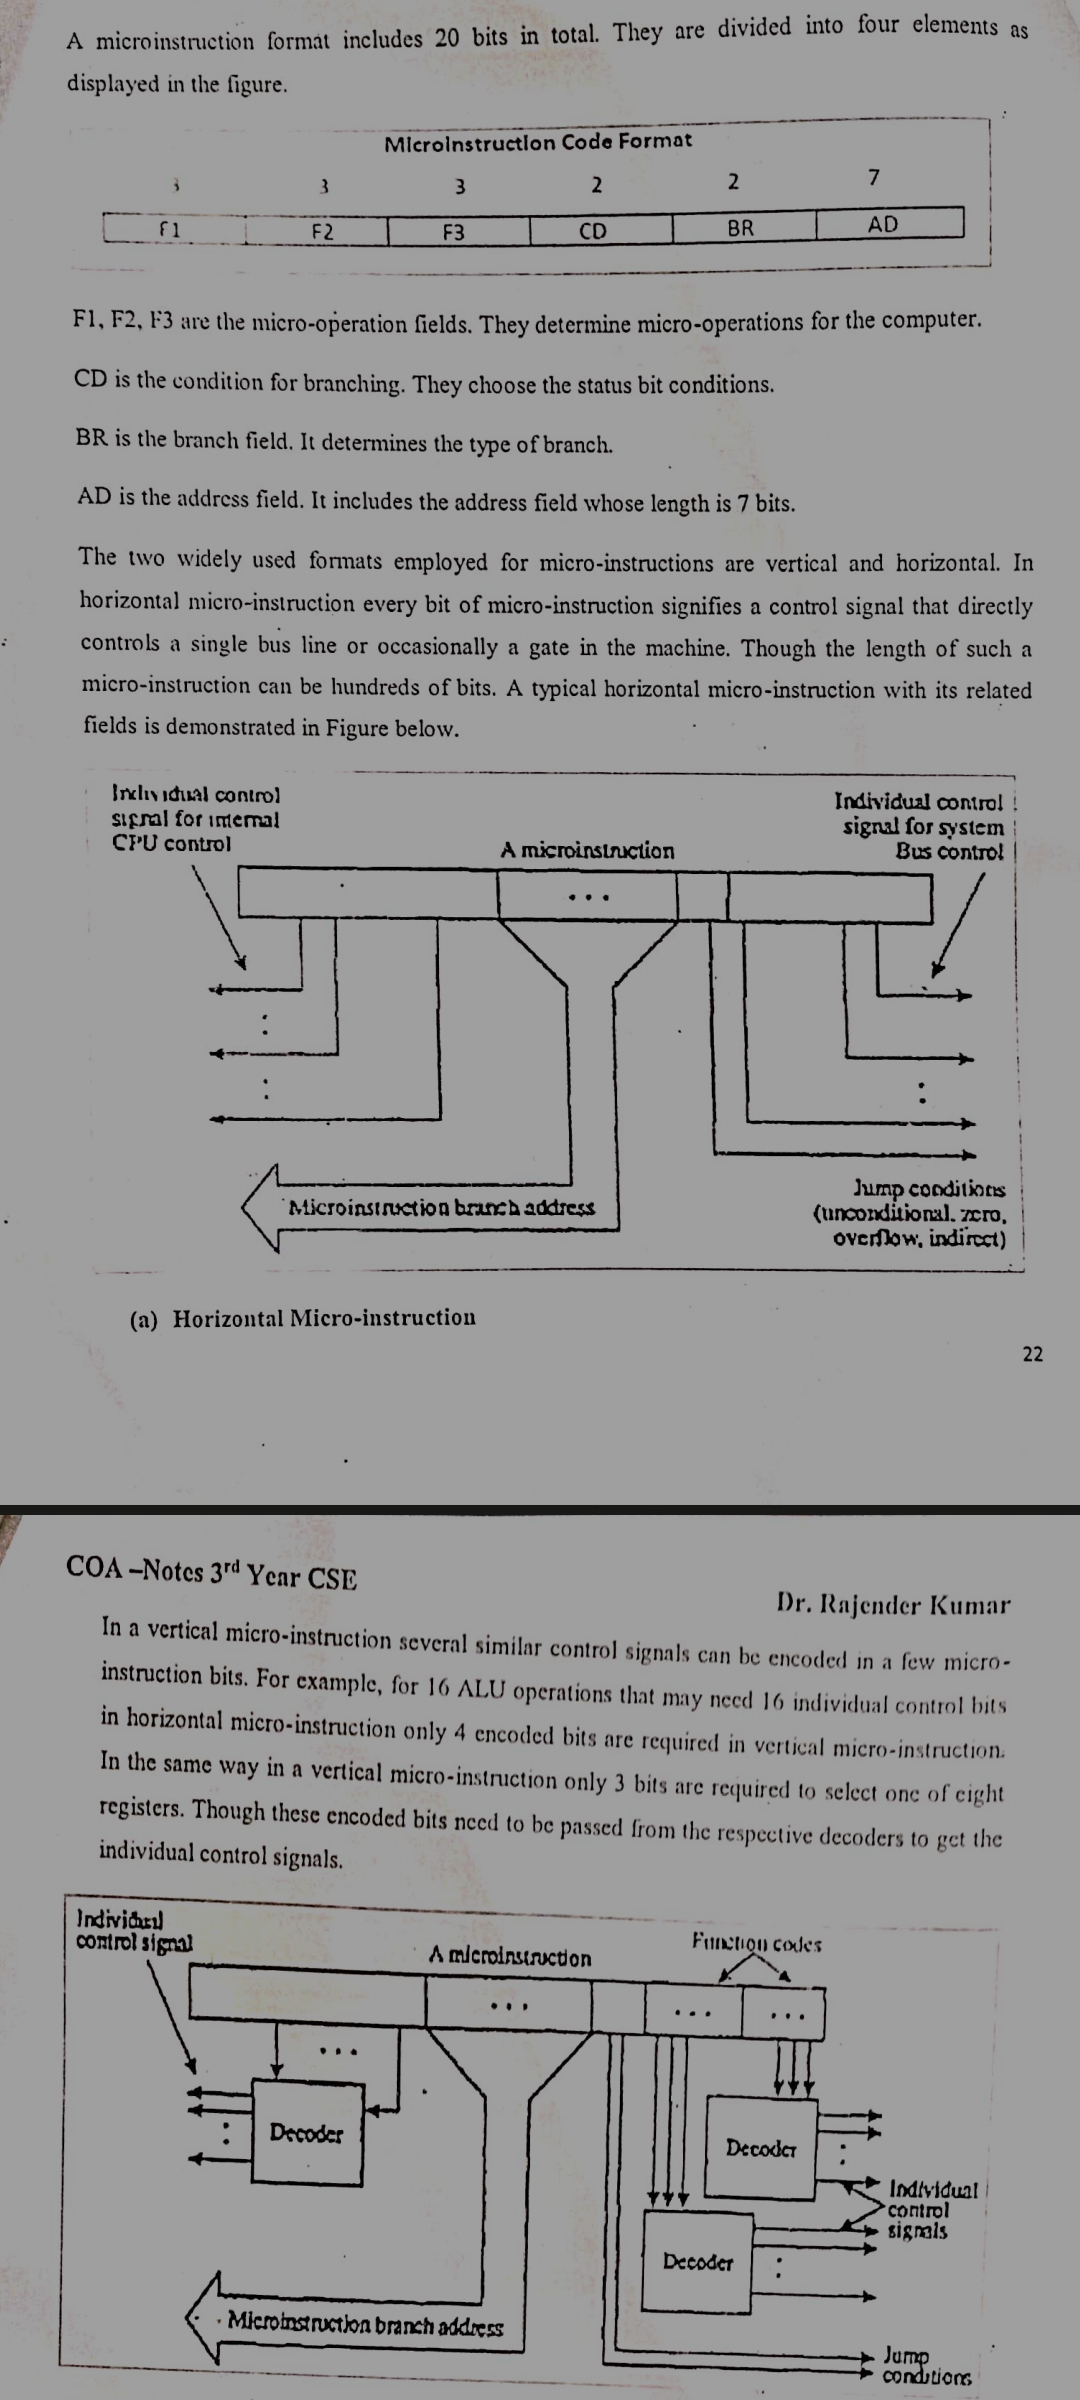 A microinstruction format includes 20 bits in total. They are divided into four elements as
displayed in the figure.
MicroInstruction Code Format
3 3 3 2 2 7
F1 F2 F3 CD BR AD
F1, F2, F3 are the micro-operation fields. They determine micro-operations for the computer.
CD is the condition for branching. They choose the status bit conditions.
BR is the branch field. It determines the type of branch.
AD is the address field. It includes the address field whose length is 7 bits.
The two widely used formats employed for micro-instructions are vertical and horizontal. In
horizontal micro-instruction every bit of micro-instruction signifies a control signal that directly
controls a single bus line or occasionally a gate in the machine. Though the length of such a
micro-instruction can be hundreds of bits. A typical horizontal micro-instruction with its related
fields is demonstrated in Figure below.
Individual control
signal for internal
CPU control
A microinstruction
Individual control
signal for system
Bus control
...
Microinstruction branch address
Jump conditions
(unconditional, zero,
overflow, indirect)
(a) Horizontal Micro-instruction
22
COA –Notes 3rd Year CSE
Dr. Rajender Kumar
In a vertical micro-instruction several similar control signals can be encoded in a few micro-
instruction bits. For example, for 16 ALU operations that may need 16 individual control bits
in horizontal micro-instruction only 4 encoded bits are required in vertical micro-instruction.
In the same way in a vertical micro-instruction only 3 bits are required to select one of eight
registers. Though these encoded bits need to be passed from the respective decoders to get the
individual control signals.
Individual
control signal
A microinstruction
Function codes
... ... ...
...
Decoder
Decoder
Individual
control
signals
Decoder
Microinstruction branch address
Jump
conditions